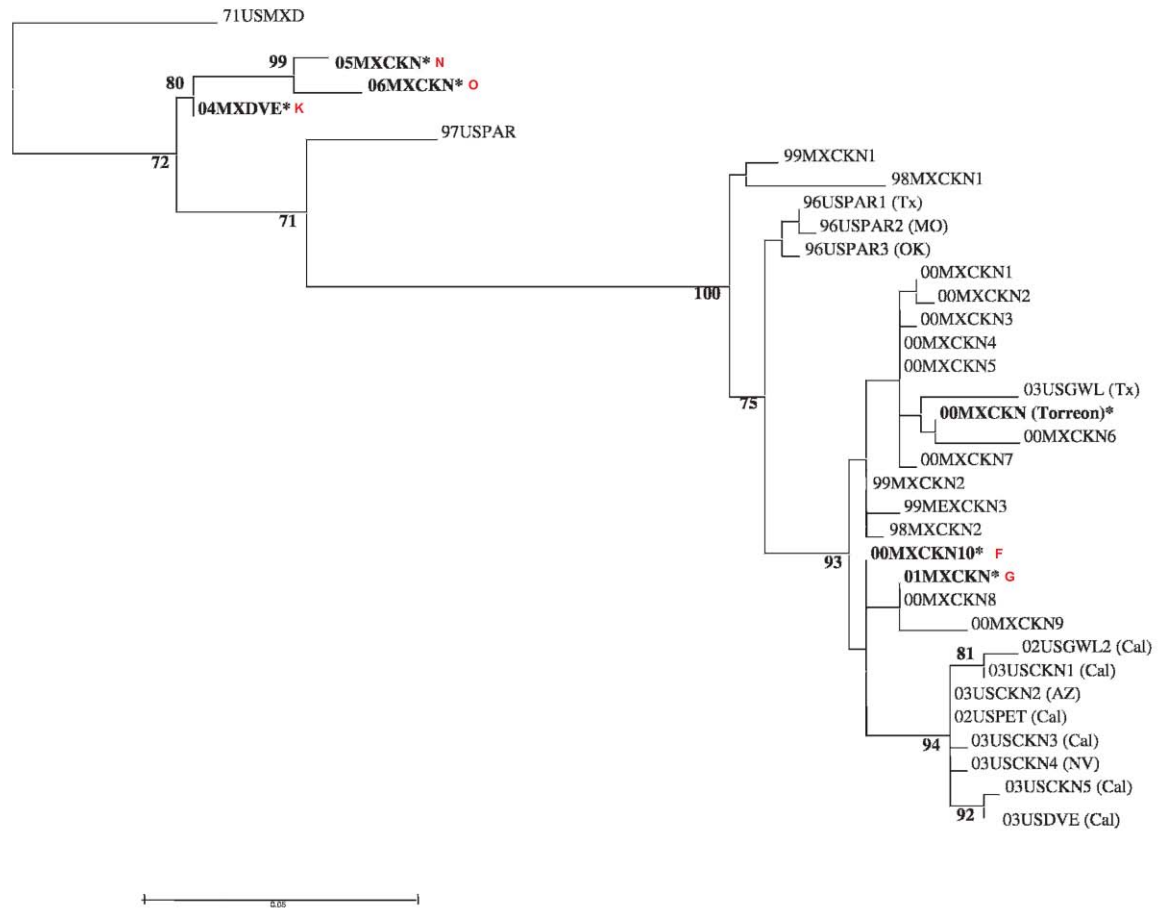 71USMXD
99
05MXCKN* N
80
06MXCKN* O
04MXDVE* K
97USPAR
72
99MXCKN1
98MXCKN1
96USPAR1 (Tx)
71
96USPAR2 (MO)
96USPAR3 (OK)
00MXCKN1
100
00MXCKN2
00MXCKN3
00MXCKN4
00MXCKN5
03USGWL (Tx)
75
00MXCKN (Torreon)*
00MXCKN6
00MXCKN7
99MXCKN2
99MEXCKN3
98MXCKN2
00MXCKN10* F
93
01MXCKN* G
00MXCKN8
00MXCKN9
02USGWL2 (Cal)
81
03USCKN1 (Cal)
03USCKN2 (AZ)
02USPET (Cal)
03USCKN3 (Cal)
94
03USCKN4 (NV)
03USCKN5 (Cal)
92
03USDVE (Cal)
0.05